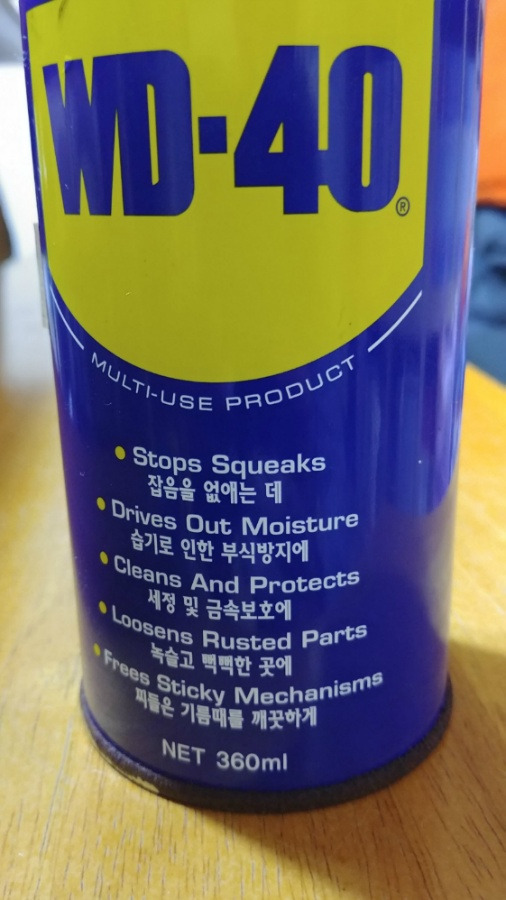 WD-40®
MULTI-USE PRODUCT
• Stops Squeaks
잡음을 없애는 데
• Drives Out Moisture
습기로 인한 부식방지에
• Cleans And Protects
세정 및 금속보호에
• Loosens Rusted Parts
녹슬고 빽빽한 곳에
• Frees Sticky Mechanisms
찌들은 기름때를 깨끗하게
NET 360ml